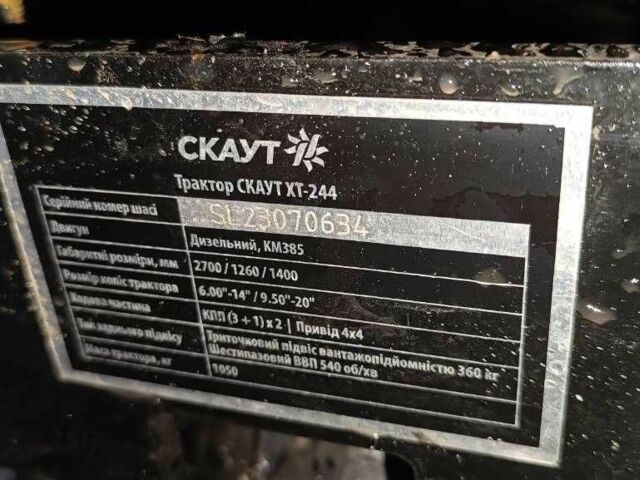 СКАУТ
Трактор СКАУТ ХТ-244
Серійний номер шасі SL23070634
Двигун Дизельний, КМ385
Габаритні розміри, мм 2700 / 1260 / 1400
Розмір коліс трактора 6.00"-14" / 9.50"-20"
Ходова частина КПП (3 + 1) х 2 | Привід 4х4
Тип заднього підвісу Триточковий підвіс вантажопідйомністю 360 кг
Шестипазовий ВВП 540 об/хв
Маса трактора, кг 1050